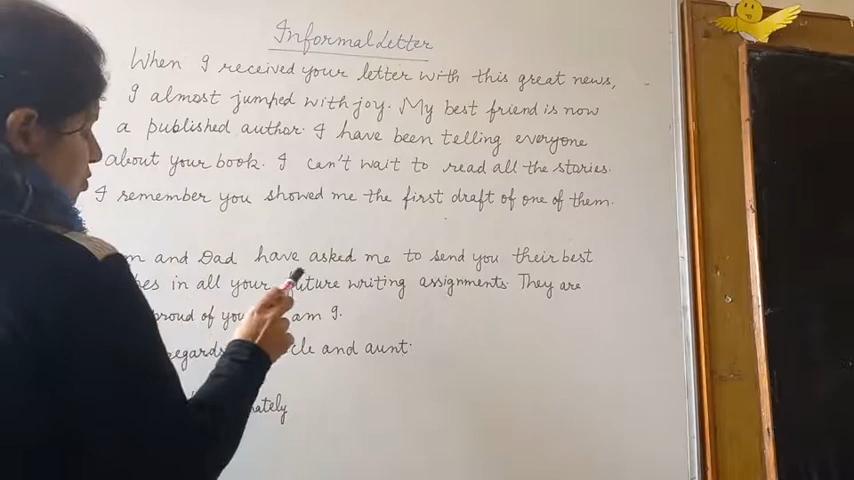 Informal Letter
When I received your letter with this great news,
I almost jumped with joy. My best friend is now
a published author. I have been telling everyone
about your book. I can't wait to read all the stories.
I remember you showed me the first draft of one of them.
and Dad have asked me to send you their best
in all your future writing assignments. They are
proud of am I.
regards and aunt.